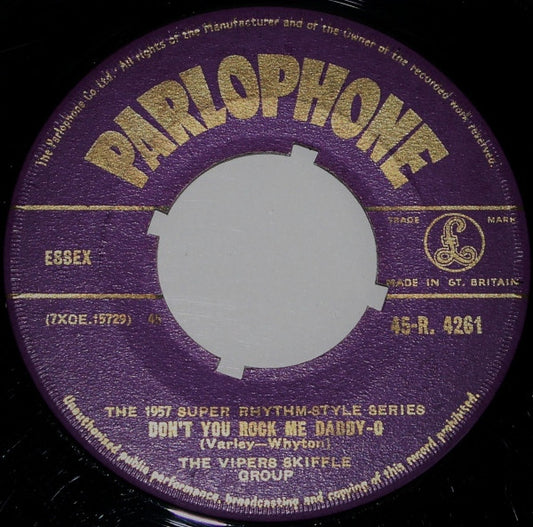 The Parlophone Co Ltd. · All rights of the Manufacturer and of the Owner of the recorded work reserved.
PARLOPHONE
TRADE MARK
£
ESSEX
MADE IN GT. BRITAIN
(7XOE.15729) 45
45-R. 4261
THE 1957 SUPER RHYTHM-STYLE SERIES
DON'T YOU ROCK ME DADDY-O
(Varley—Whyton)
THE VIPERS SKIFFLE
GROUP
Unauthorised public performance, broadcasting and copying of this record prohibited.